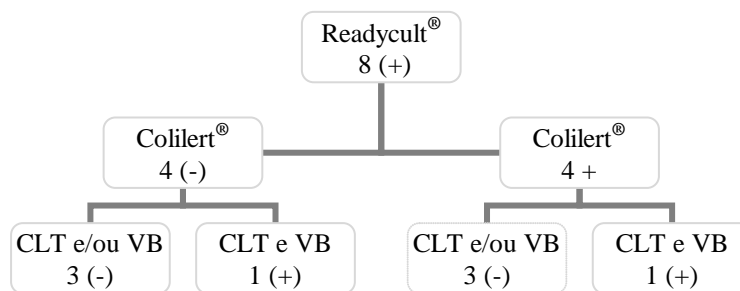 Readycult®
8 (+)
Colilert®
4 (-)
Colilert®
4 +
CLT e/ou VB
3 (-)
CLT e VB
1 (+)
CLT e/ou VB
3 (-)
CLT e VB
1 (+)